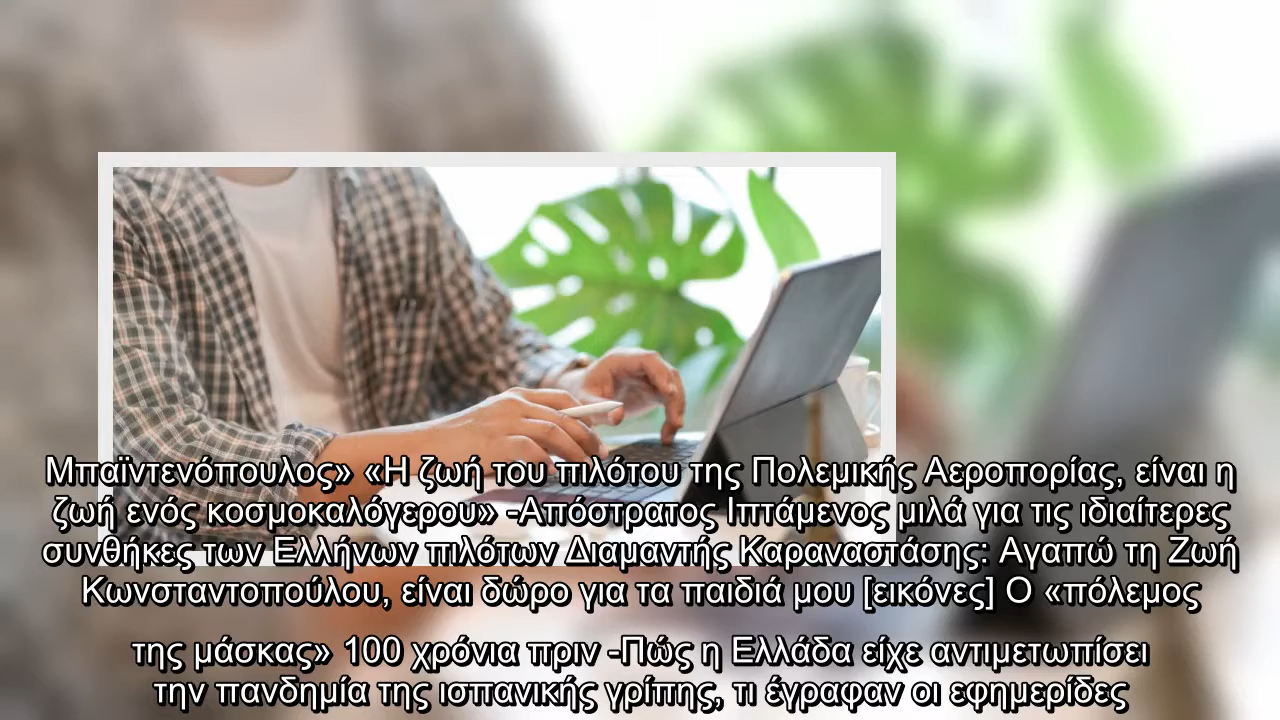 Μπαϊντενόπουλος» «Η ζωή του πιλότου της Πολεμικής Αεροπορίας, είναι η
ζωή ενός κοσμοκαλόγερου» -Απόστρατος Ιπτάμενος μιλά για τις ιδιαίτερες
συνθήκες των Ελλήνων πιλότων Διαμαντής Καραναστάσης: Αγαπώ τη Ζωή
Κωνσταντοπούλου, είναι δώρο για τα παιδιά μου [εικόνες] Ο «πόλεμος
της μάσκας» 100 χρόνια πριν -Πώς η Ελλάδα είχε αντιμετωπίσει
την πανδημία της ισπανικής γρίπης, τι έγραφαν οι εφημερίδες